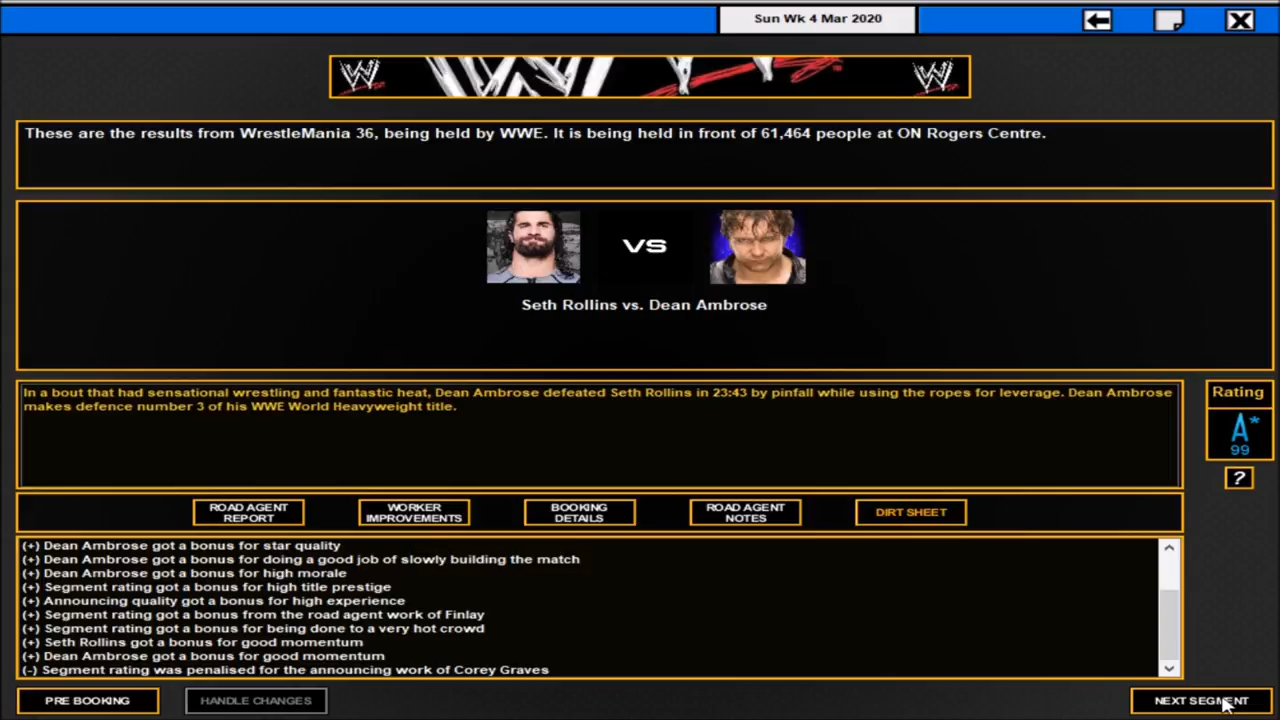 Sun Wk 4 Mar 2020
These are the results from WrestleMania 36, being held by WWE. It is being held in front of 61,464 people at ON Rogers Centre.
VS
Seth Rollins vs. Dean Ambrose
In a bout that had sensational wrestling and fantastic heat, Dean Ambrose defeated Seth Rollins in 23:43 by pinfall while using the ropes for leverage. Dean Ambrose
makes defence number 3 of his WWE World Heavyweight title.
Rating
A*
99
?
ROAD AGENT
REPORT
WORKER
IMPROVEMENTS
BOOKING
DETAILS
ROAD AGENT
NOTES
DIRT SHEET
(+) Dean Ambrose got a bonus for star quality
(+) Dean Ambrose got a bonus for doing a good job of slowly building the match
(+) Dean Ambrose got a bonus for high morale
(+) Segment rating got a bonus for high title prestige
(+) Announcing quality got a bonus for high experience
(+) Segment rating got a bonus from the road agent work of Finlay
(+) Segment rating got a bonus for being done to a very hot crowd
(+) Seth Rollins got a bonus for good momentum
(+) Dean Ambrose got a bonus for good momentum
(-) Segment rating was penalised for the announcing work of Corey Graves
PRE BOOKING
HANDLE CHANGES
NEXT SEGMENT